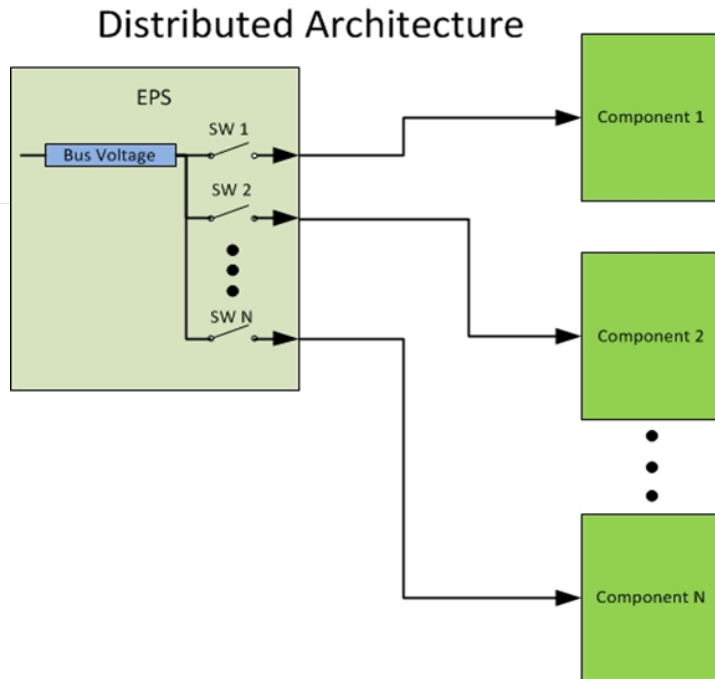 Distributed Architecture
EPS
SW 1
Bus Voltage
SW 2
SW N
Component 1
Component 2
Component N